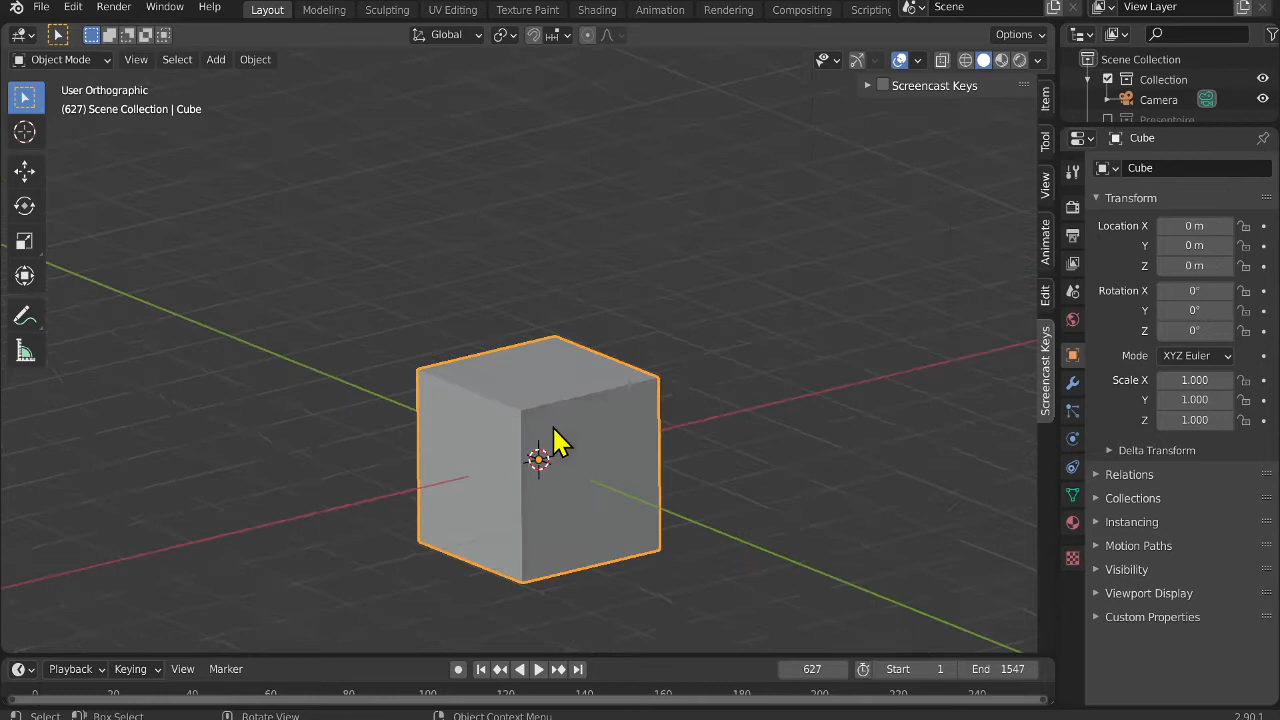 File Edit Render Window Help Layout Modeling Sculpting UV Editing Texture Paint Shading Animation Rendering Compositing Scripting Scene View Layer
Global Options
Object Mode View Select Add Object
User Orthographic
(627) Scene Collection | Cube
Screencast Keys
Item
Tool
View
Animate
Edit
Screencast Keys
Scene Collection
Collection
Camera
Presentoire
Cube
Cube
Transform
Location X 0 m
Y 0 m
Z 0 m
Rotation X 0°
Y 0°
Z 0°
Mode XYZ Euler
Scale X 1.000
Y 1.000
Z 1.000
Delta Transform
Relations
Collections
Instancing
Motion Paths
Visibility
Viewport Display
Custom Properties
Playback Keying View Marker 627 Start 1 End 1547
0 20 40 60 80 100 120 140 160 180 200 220 240
Select Box Select Rotate View Object Context Menu 2.90.1